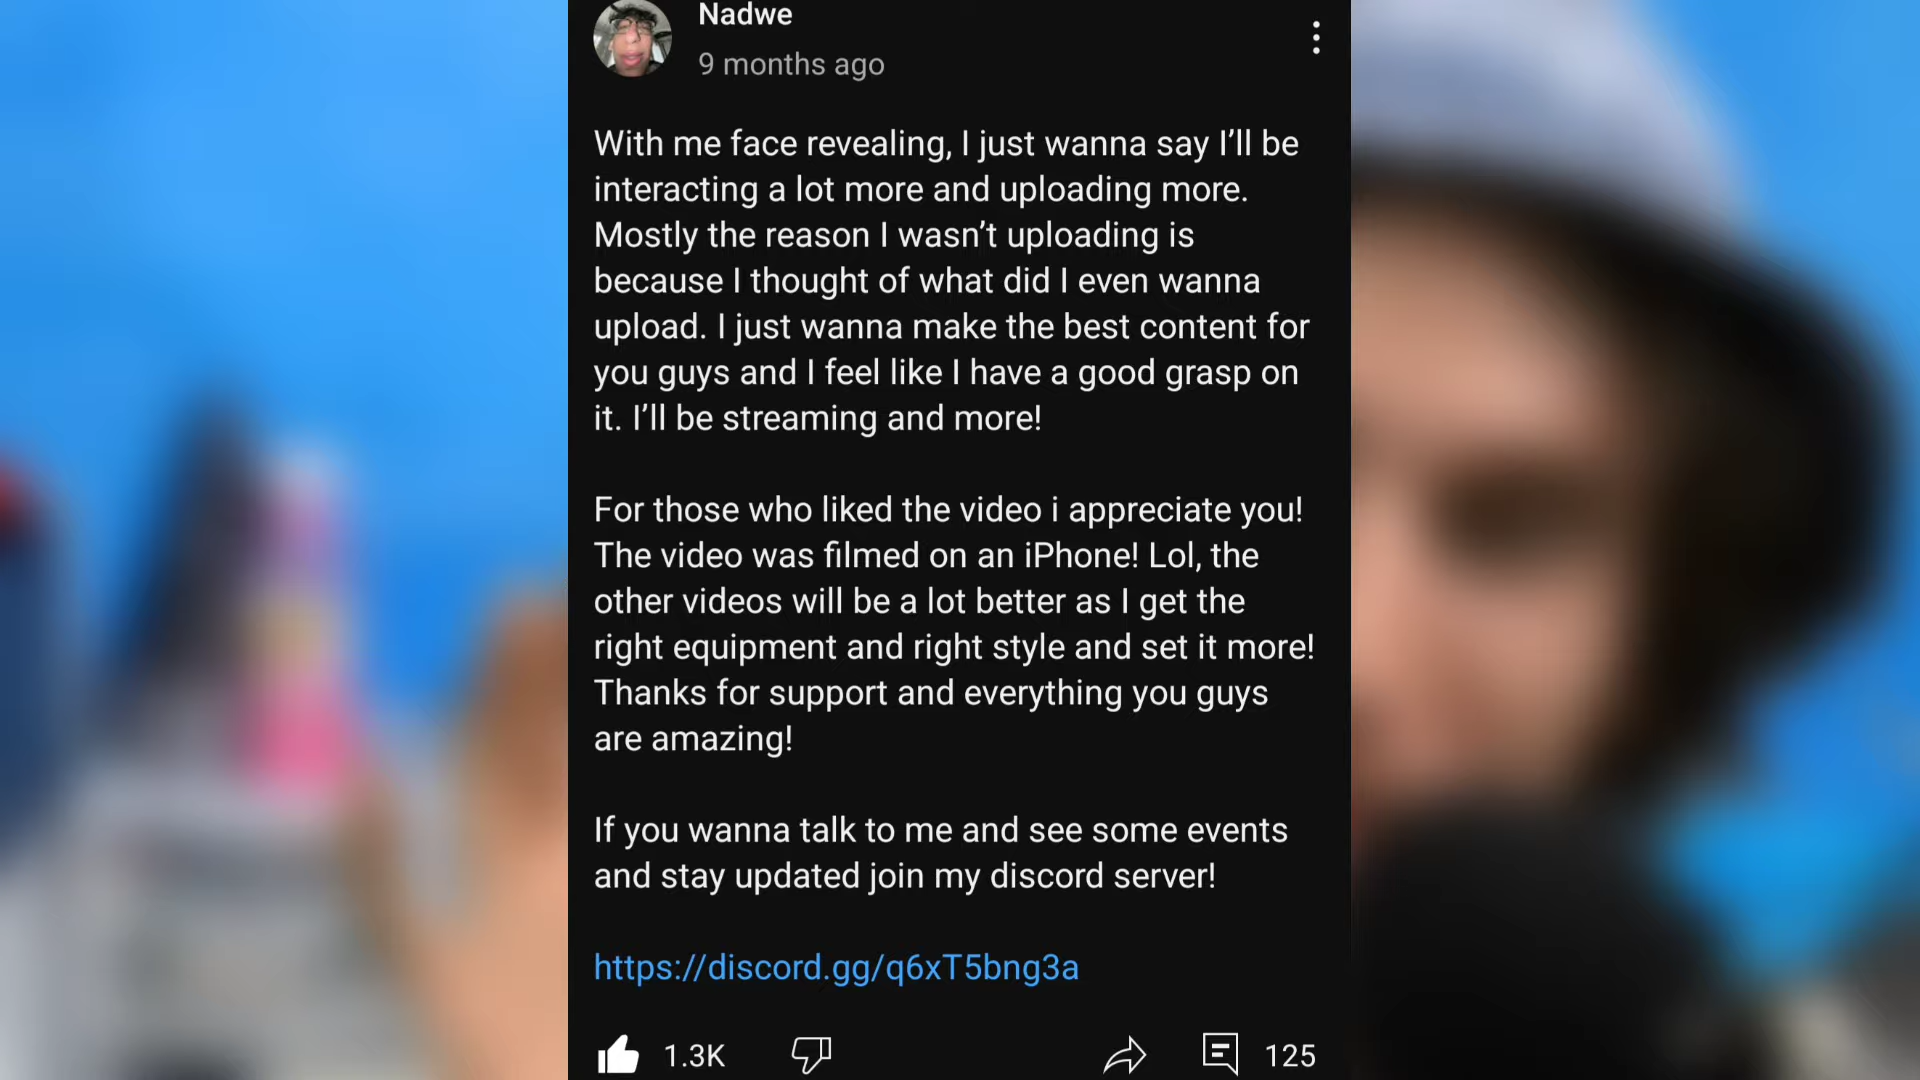 Nadwe
9 months ago
With me face revealing, I just wanna say I’ll be
interacting a lot more and uploading more.
Mostly the reason I wasn’t uploading is
because I thought of what did I even wanna
upload. I just wanna make the best content for
you guys and I feel like I have a good grasp on
it. I’ll be streaming and more!
For those who liked the video i appreciate you!
The video was filmed on an iPhone! Lol, the
other videos will be a lot better as I get the
right equipment and right style and set it more!
Thanks for support and everything you guys
are amazing!
If you wanna talk to me and see some events
and stay updated join my discord server!
https://discord.gg/q6xT5bng3a
1.3K
125